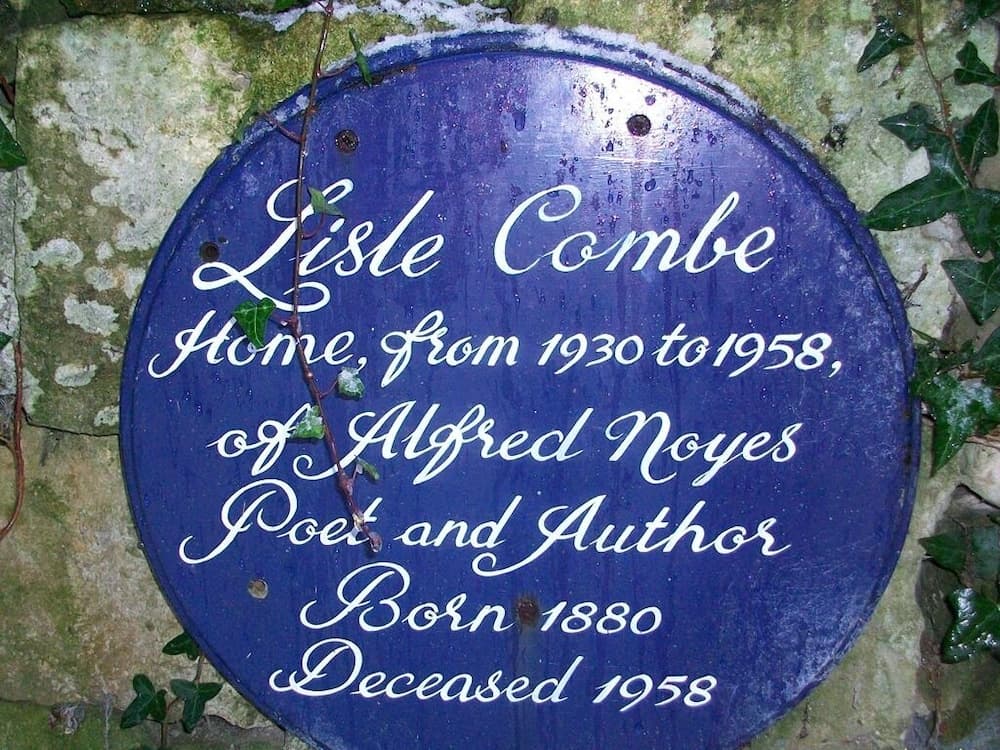 Lisle Combe
Home, from 1930 to 1958,
of Alfred Noyes
Poet and Author
Born 1880
Deceased 1958